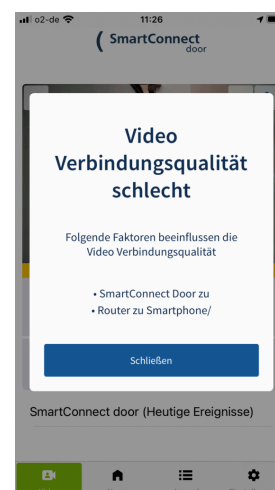 o2-de
11:26
SmartConnect
door
Video
Verbindungsqualität
schlecht
Folgende Faktoren beeinflussen die
Video Verbindungsqualität
• SmartConnect Door zu
• Router zu Smartphone/
Schließen
SmartConnect door (Heutige Ereignisse)